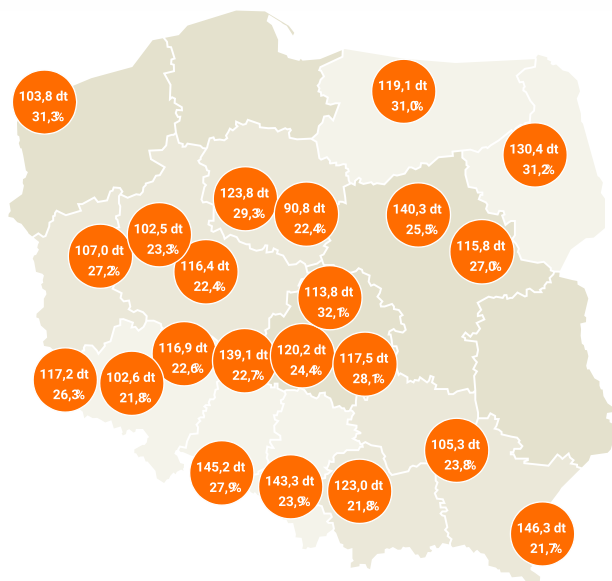 103,8 dt
31,3%
119,1 dt
31,0%
130,4 dt
31,2%
123,8 dt
29,3%
90,8 dt
22,4%
140,3 dt
25,5%
115,8 dt
27,0%
102,5 dt
23,3%
107,0 dt
27,2%
116,4 dt
22,4%
113,8 dt
32,1%
116,9 dt
22,6%
139,1 dt
22,7%
120,2 dt
24,4%
117,5 dt
28,1%
117,2 dt
26,3%
102,6 dt
21,8%
105,3 dt
23,8%
145,2 dt
27,9%
143,3 dt
23,9%
123,0 dt
21,8%
146,3 dt
21,7%